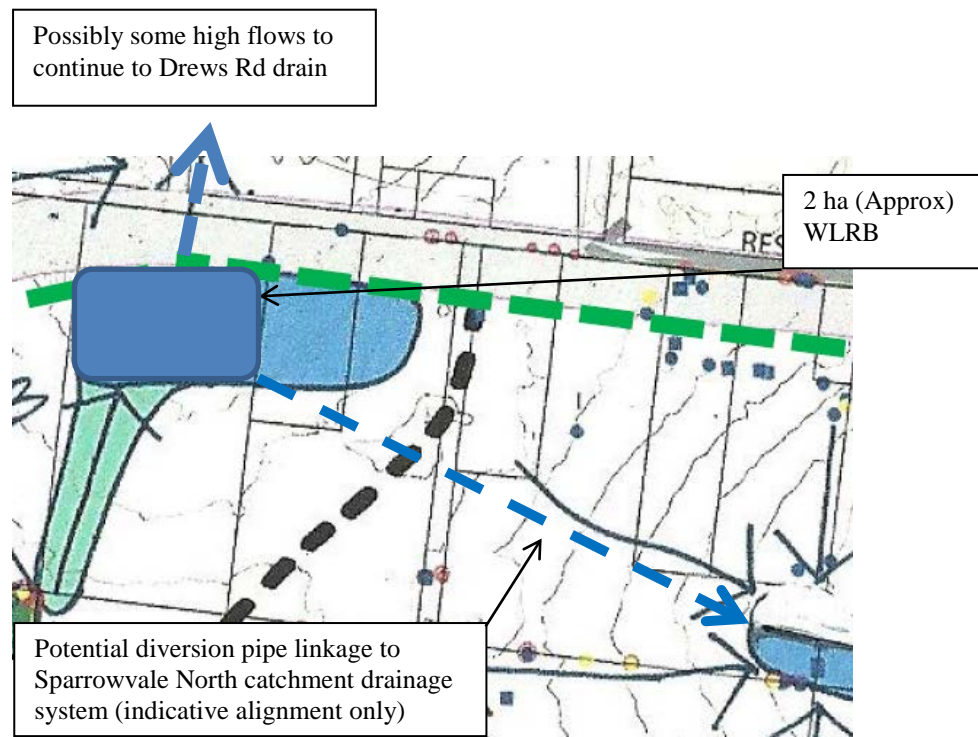 Possibly some high flows to
continue to Drews Rd drain
2 ha (Approx)
WLRB
RES
Potential diversion pipe linkage to
Sparrowvale North catchment drainage
system (indicative alignment only)